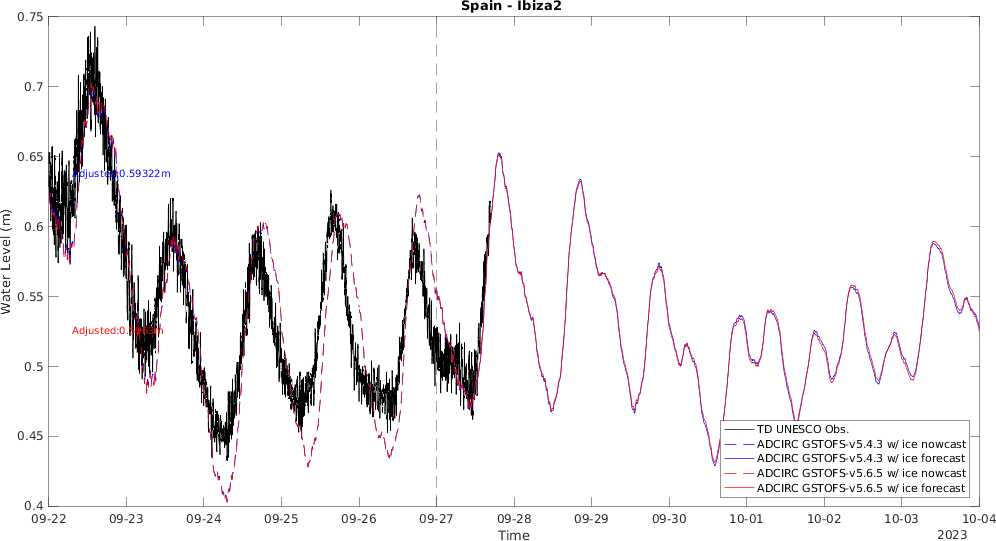 Spain - Ibiza2
0.75
0.7
0.65
0.6
0.55
0.5
0.45
0.4
Water Level (m)
Adjusted:0.59322m
09-22
09-23
09-24
09-25
09-26
09-27
09-28
09-29
09-30
10-01
10-02
10-03
10-04
Time
2023
TD UNESCO Obs.
ADCIRC GSTOFS-v5.4.3 w/ ice nowcast
ADCIRC GSTOFS-v5.4.3 w/ ice forecast
ADCIRC GSTOFS-v5.6.5 w/ ice nowcast
ADCIRC GSTOFS-v5.6.5 w/ ice forecast